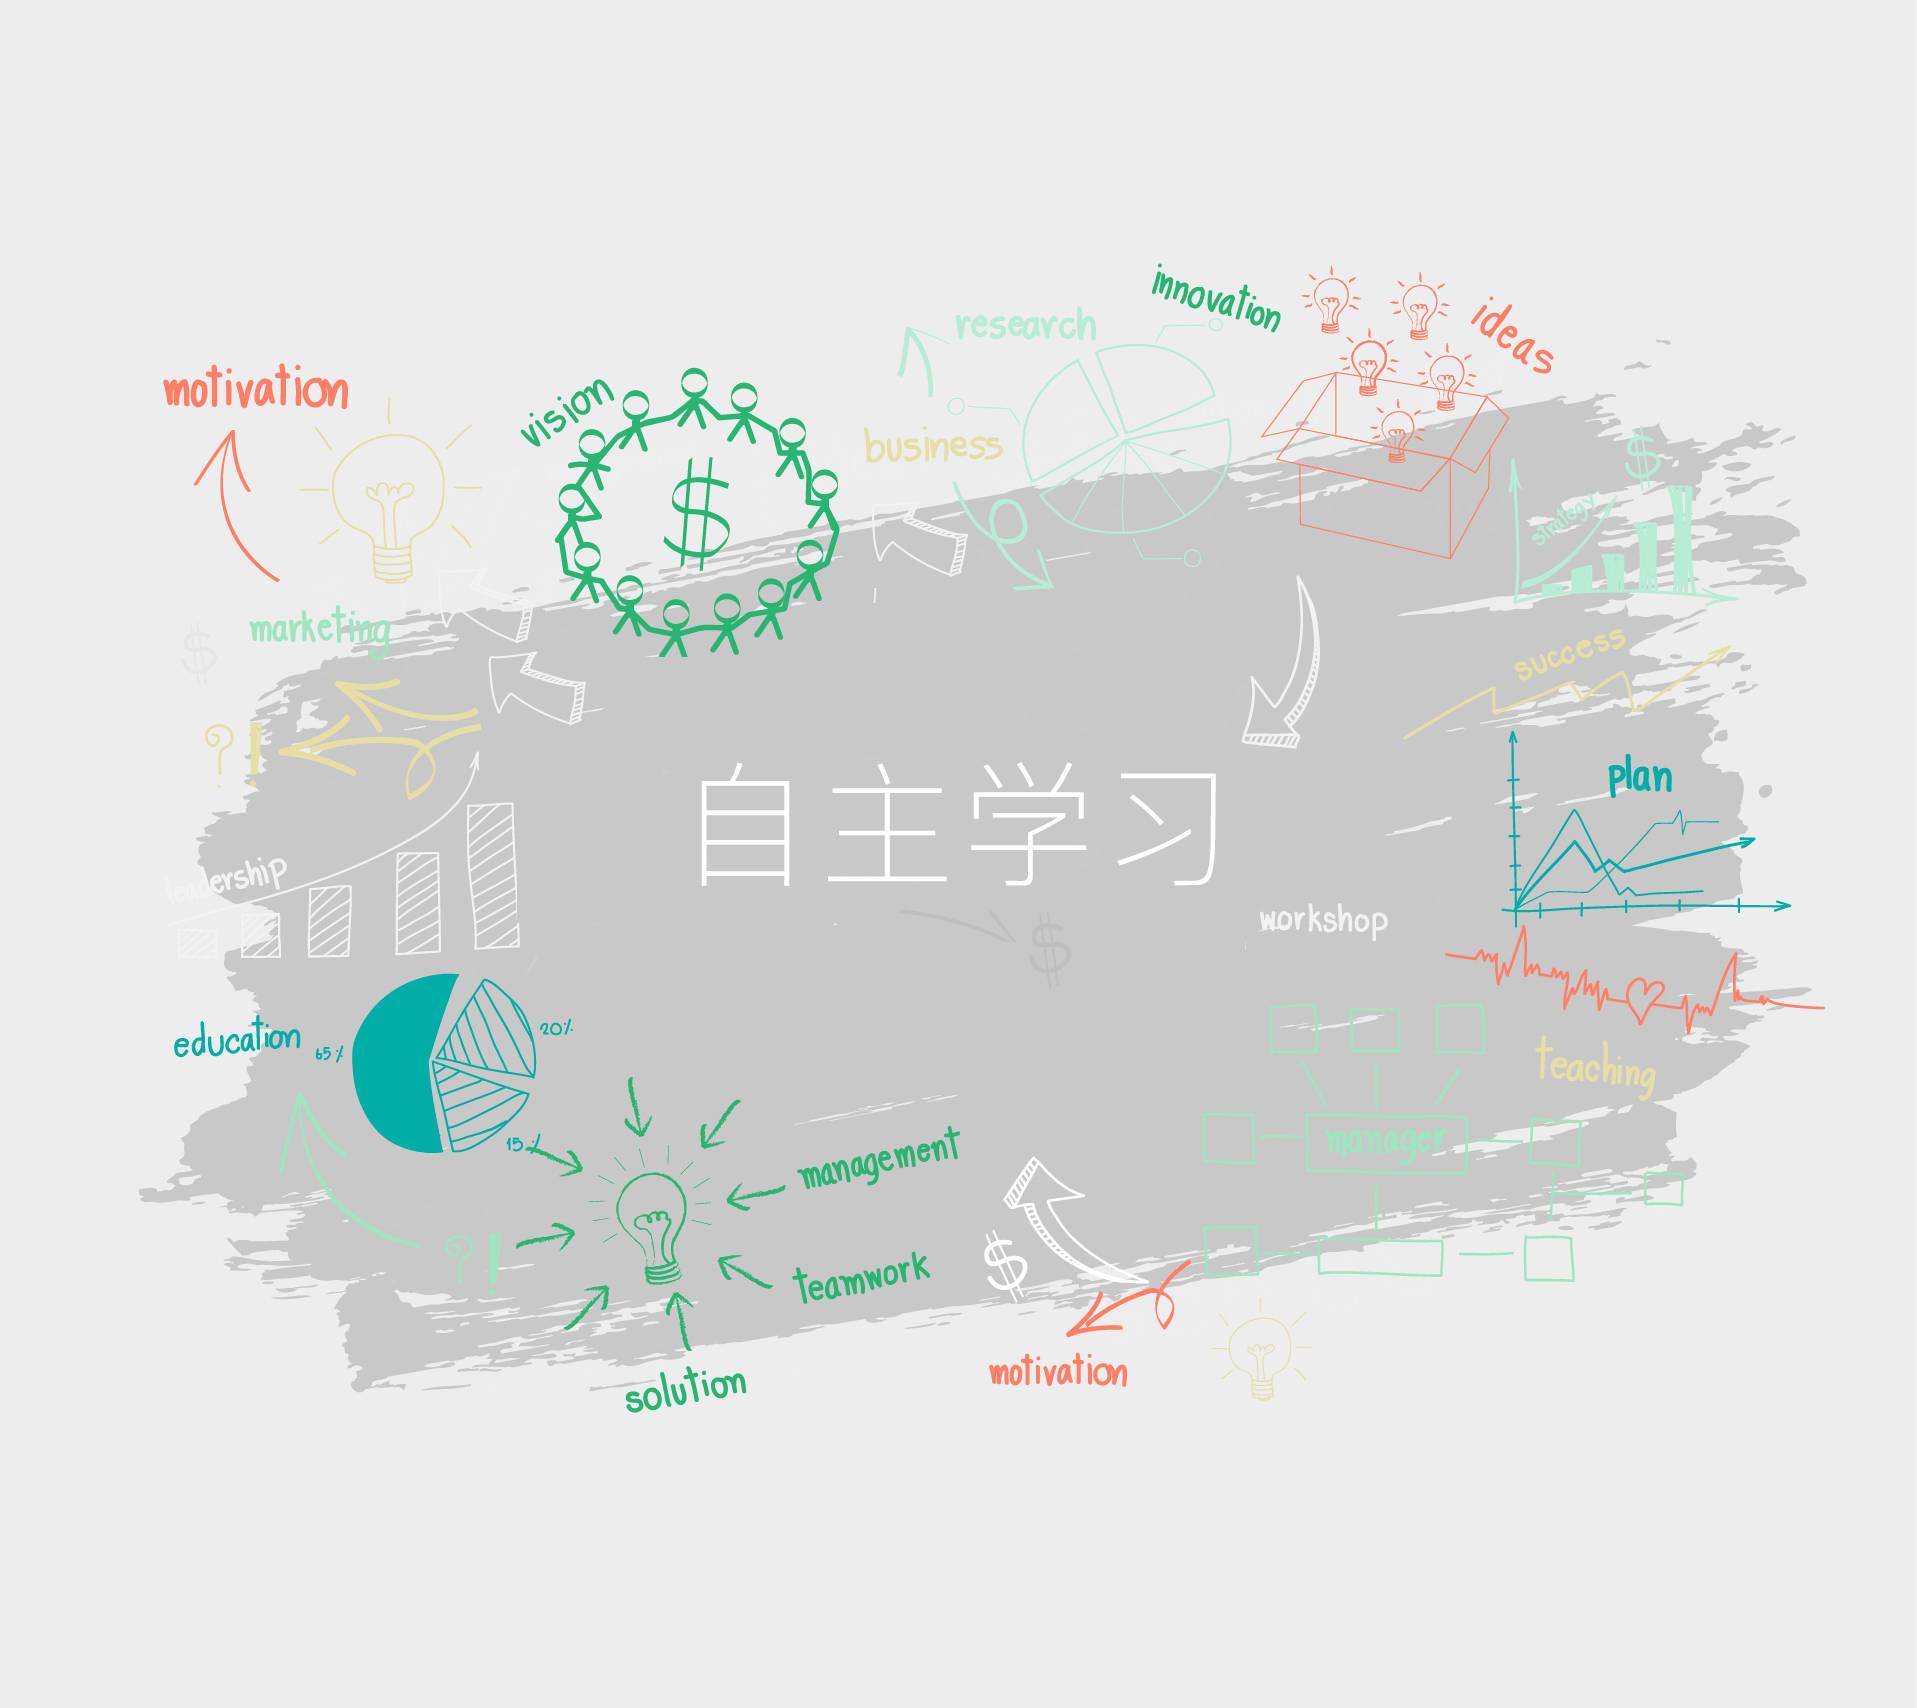 innovation
ideas
research
motivation
vision
business
$
$
strategy
marketing
$
success
? !
plan
自主学习
leadership
workshop
$
education
65%
20%
15%
teaching
manager
management
? !
$
teamwork
motivation
solution